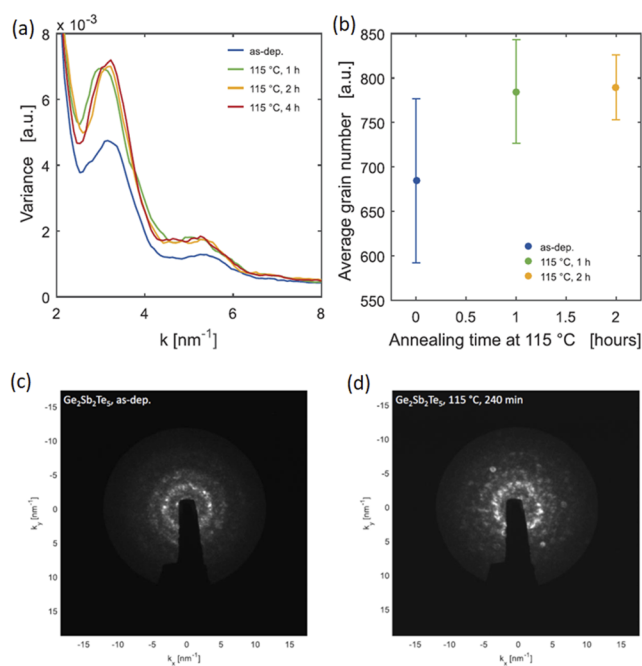 (a)
8
× 10⁻³
as-dep.
115 °C, 1 h
115 °C, 2 h
115 °C, 4 h
6
4
2
0
Variance [a.u.]
2 4 6 8
k [nm⁻¹]
(b)
850
800
750
700
650
600
550
Average grain number [a.u.]
as-dep.
115 °C, 1 h
115 °C, 2 h
0 0.5 1 1.5 2
Annealing time at 115 °C [hours]
(c)
Ge₂Sb₂Te₅, as-dep.
-15
-10
-5
0
5
10
15
kᵧ [nm⁻¹]
-15 -10 -5 0 5 10 15
kₓ [nm⁻¹]
(d)
Ge₂Sb₂Te₅, 115 °C, 240 min
-15
-10
-5
0
5
10
15
kᵧ [nm⁻¹]
-15 -10 -5 0 5 10 15
kₓ [nm⁻¹]